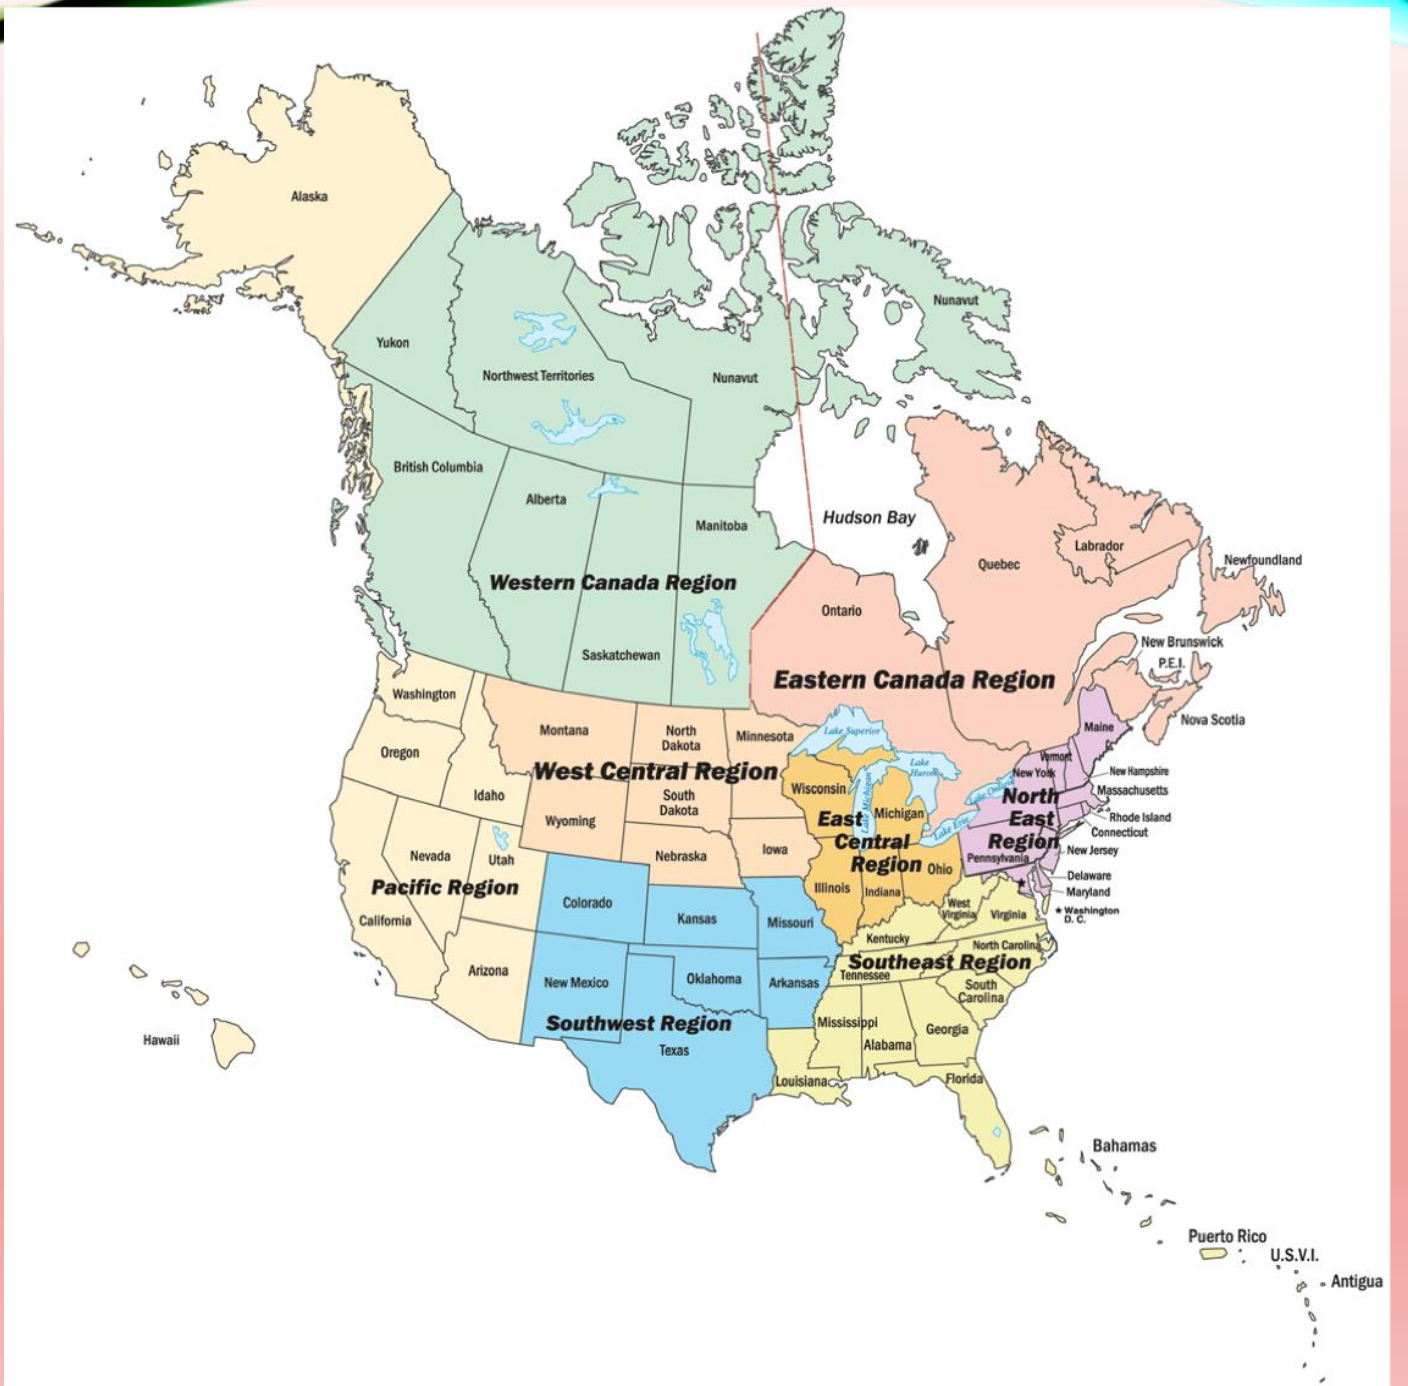 Alaska
Yukon
Northwest Territories
Nunavut
Nunavut
British Columbia
Alberta
Manitoba
Hudson Bay
Quebec
Labrador
Newfoundland
Western Canada Region
Ontario
Saskatchewan
New Brunswick
P.E.I.
Eastern Canada Region
Nova Scotia
Washington
Montana
North
Dakota
Minnesota
Lake Superior
Maine
Oregon
Vermont
West Central Region
Lake
Huron
New York
New Hampshire
Idaho
South
Dakota
Wisconsin
Lake Michigan
Michigan
Lake Ontario
North
East
Region
Massachusetts
Wyoming
East
Central
Region
Lake Erie
Rhode Island
Connecticut
Nevada
Utah
Nebraska
Iowa
Ohio
Pennsylvania
New Jersey
Pacific Region
Illinois
Indiana
Delaware
Maryland
Colorado
Kansas
Missouri
West
Virginia
Virginia
Washington
D. C.
California
Kentucky
North Carolina
Southeast Region
Arizona
New Mexico
Oklahoma
Arkansas
Tennessee
South
Carolina
Southwest Region
Mississippi
Georgia
Hawaii
Texas
Alabama
Louisiana
Florida
Bahamas
Puerto Rico
U.S.V.I.
Antigua